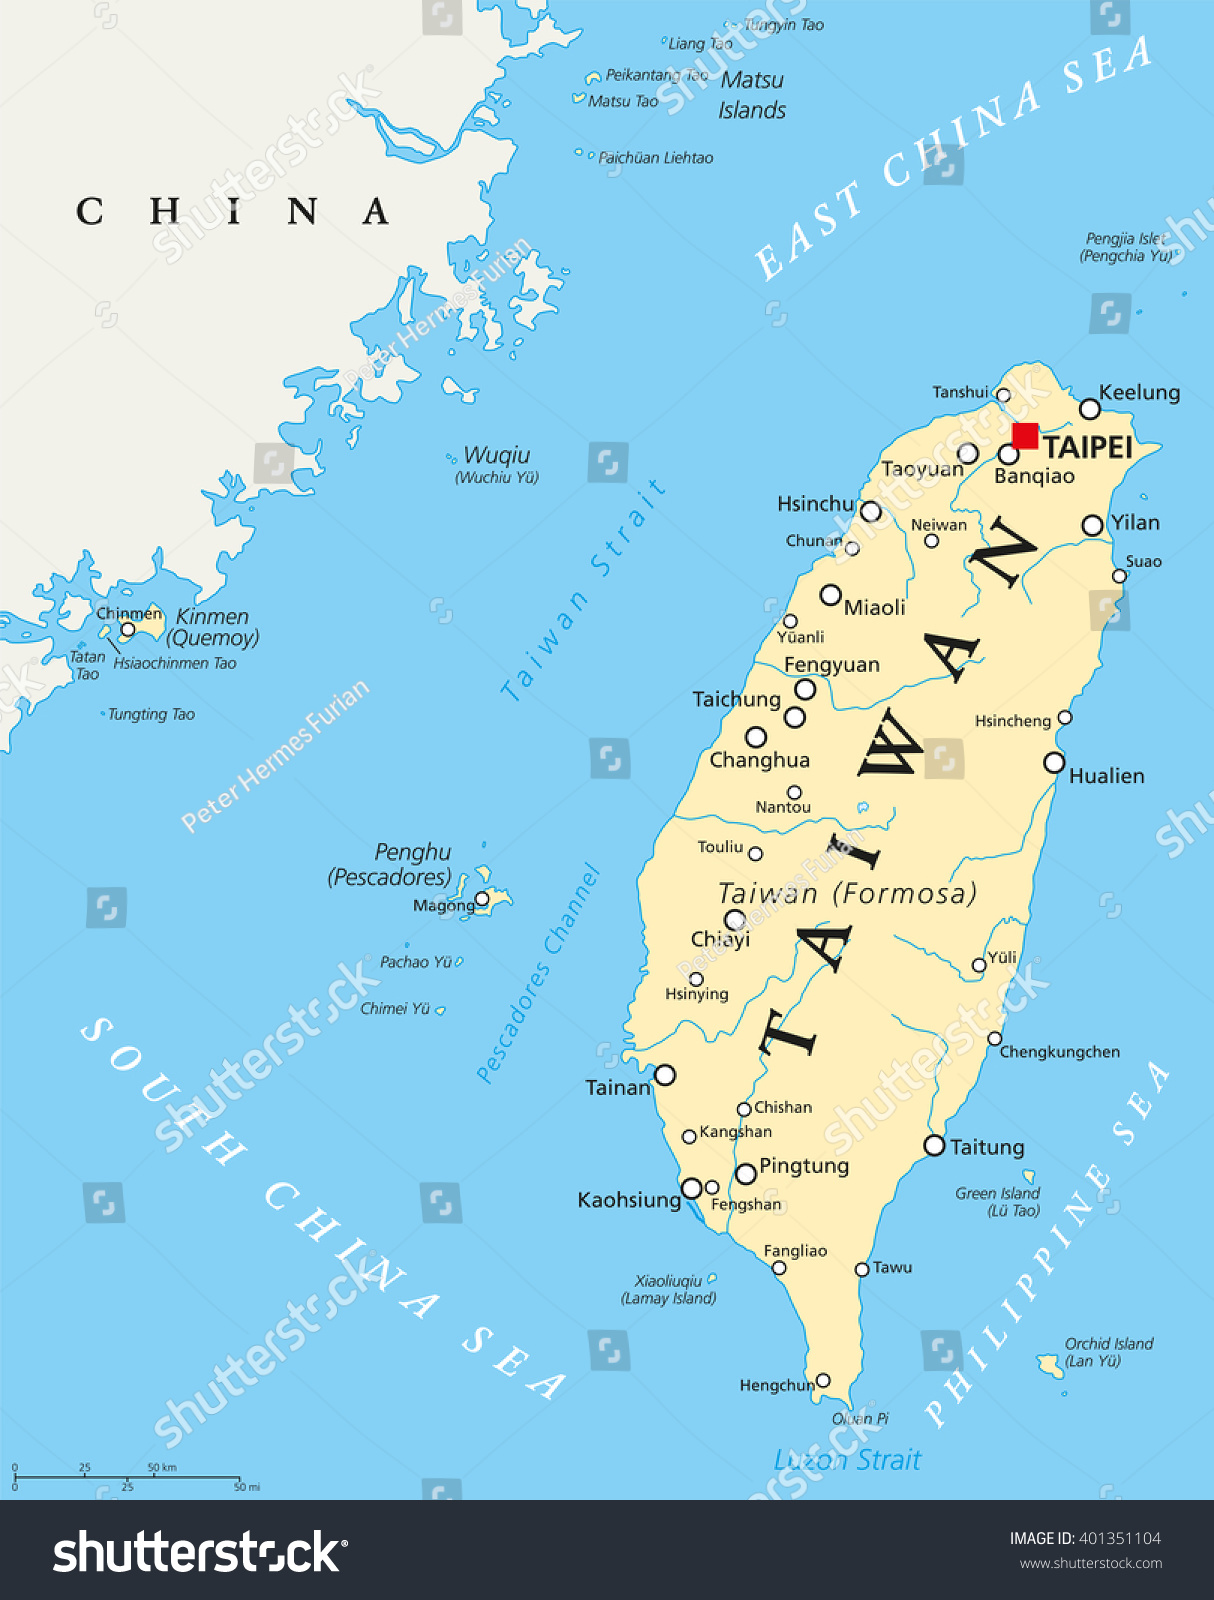 Tungyin Tao
Liang Tao
Peikantang Tao
Matsu Tao
Matsu
Islands
Paichüan Liehtao
EAST CHINA SEA
CHINA
Pengjia Islet
(Pengchia Yu)
Tanshui
Keelung
TAIPEI
Taoyuan
Banqiao
Wuqiu
(Wuchiu Yü)
Hsinchu
Neiwan
Yilan
Chunan
Suao
Taiwan Strait
Miaoli
Chinmen
Kinmen
(Quemoy)
Yüanli
Tatan
Tao
Hsiaochinmen Tao
Fengyuan
Taichung
Tungting Tao
Hsincheng
Changhua
Hualien
Nantou
Touliu
TAIWAN
Taiwan (Formosa)
Penghu
(Pescadores)
Magong
Pescadores Channel
Chiayi
Pachao Yü
Yüli
Hsinying
Chimei Yü
SOUTH CHINA SEA
Chengkungchen
Tainan
Chishan
Kangshan
Taitung
Pingtung
Kaohsiung
Fengshan
Green Island
(Lü Tao)
PHILIPPINE SEA
Fangliao
Tawu
Xiaoliuqiu
(Lamay Island)
Orchid Island
(Lan Yü)
Hengchun
Oluan Pi
Luzon Strait
0 25 50 km
0 25 50 mi
shutterstock
Peter Hermes Furian
shutterstock
IMAGE ID: 401351104
www.shutterstock.com